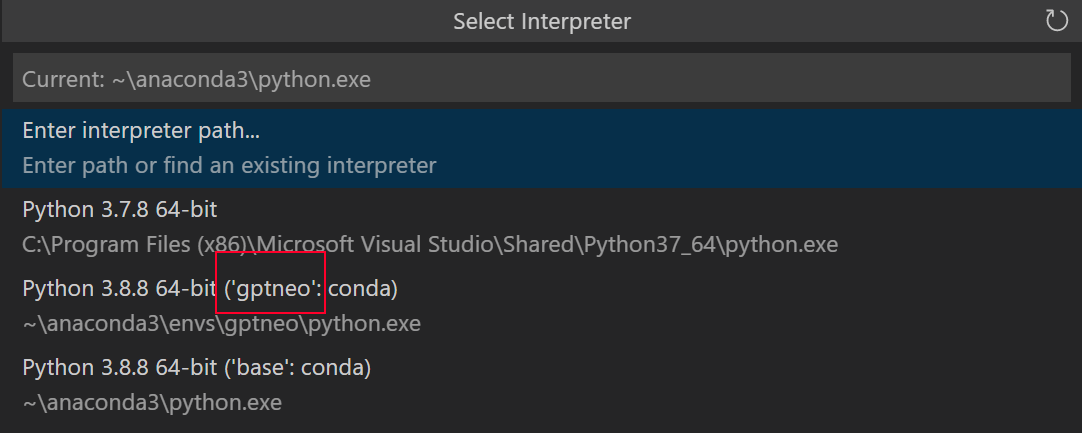 Select Interpreter
Current: ~\anaconda3\python.exe
Enter interpreter path...
Enter path or find an existing interpreter
Python 3.7.8 64-bit
C:\Program Files (x86)\Microsoft Visual Studio\Shared\Python37_64\python.exe
Python 3.8.8 64-bit ('gptneo': conda)
~\anaconda3\envs\gptneo\python.exe
Python 3.8.8 64-bit ('base': conda)
~\anaconda3\python.exe